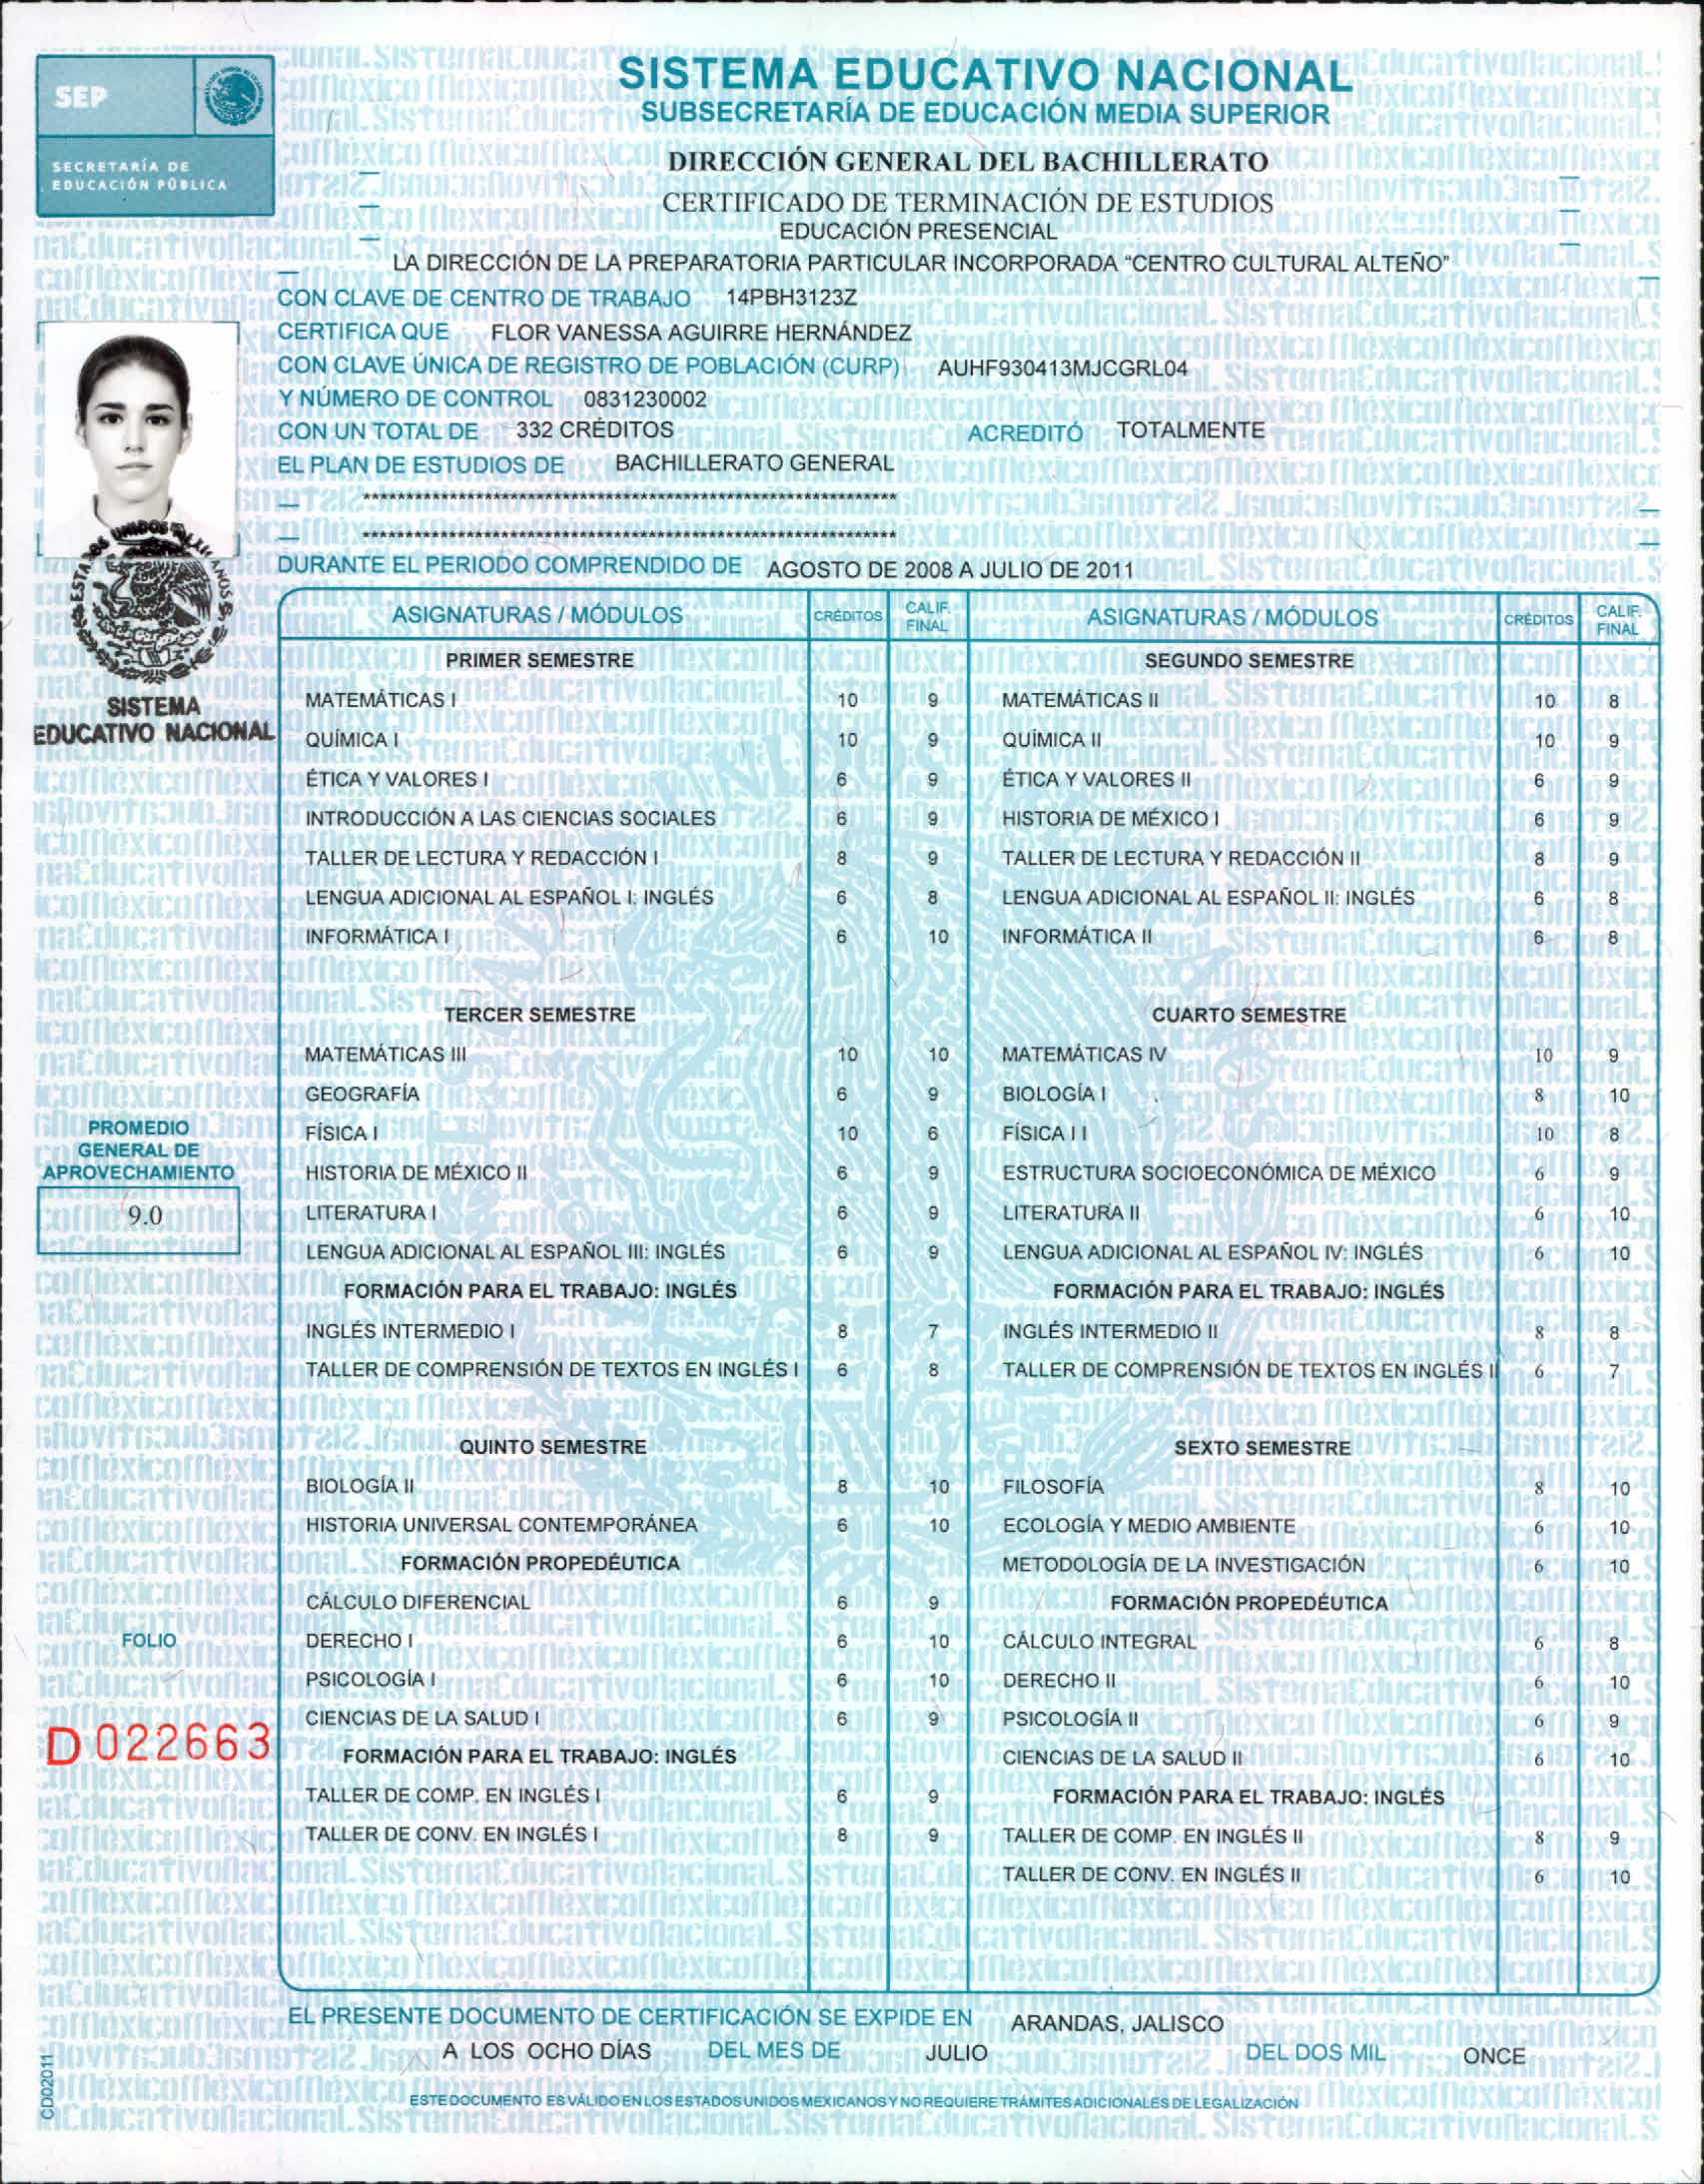 SEP
SECRETARÍA DE
EDUCACIÓN PÚBLICA
SISTEMA EDUCATIVO NACIONAL
SUBSECRETARÍA DE EDUCACIÓN MEDIA SUPERIOR
DIRECCIÓN GENERAL DEL BACHILLERATO
CERTIFICADO DE TERMINACIÓN DE ESTUDIOS
EDUCACIÓN PRESENCIAL
LA DIRECCIÓN DE LA PREPARATORIA PARTICULAR INCORPORADA “CENTRO CULTURAL ALTEÑO”
CON CLAVE DE CENTRO DE TRABAJO 14PBH3123Z
CERTIFICA QUE FLOR VANESSA AGUIRRE HERNÁNDEZ
CON CLAVE ÚNICA DE REGISTRO DE POBLACIÓN (CURP) AUHF930413MJCGRL04
Y NÚMERO DE CONTROL 0831230002
CON UN TOTAL DE 332 CRÉDITOS ACREDITÓ TOTALMENTE
EL PLAN DE ESTUDIOS DE BACHILLERATO GENERAL
DURANTE EL PERIODO COMPRENDIDO DE AGOSTO DE 2008 A JULIO DE 2011
ESTADOS UNIDOS MEXICANOS
SISTEMA
EDUCATIVO NACIONAL
PROMEDIO
GENERAL DE
APROVECHAMIENTO
9.0
FOLIO
D 022663
ASIGNATURAS / MÓDULOS CRÉDITOS CALIF. FINAL
PRIMER SEMESTRE
MATEMÁTICAS I 10 9
QUÍMICA I 10 9
ÉTICA Y VALORES I 6 9
INTRODUCCIÓN A LAS CIENCIAS SOCIALES 6 9
TALLER DE LECTURA Y REDACCIÓN I 8 9
LENGUA ADICIONAL AL ESPAÑOL I: INGLÉS 6 8
INFORMÁTICA I 6 10
TERCER SEMESTRE
MATEMÁTICAS III 10 10
GEOGRAFÍA 6 9
FÍSICA I 10 6
HISTORIA DE MÉXICO II 6 9
LITERATURA I 6 9
LENGUA ADICIONAL AL ESPAÑOL III: INGLÉS 6 9
FORMACIÓN PARA EL TRABAJO: INGLÉS
INGLÉS INTERMEDIO I 8 7
TALLER DE COMPRENSIÓN DE TEXTOS EN INGLÉS I 6 8
QUINTO SEMESTRE
BIOLOGÍA II 8 10
HISTORIA UNIVERSAL CONTEMPORÁNEA 6 10
FORMACIÓN PROPEDÉUTICA
CÁLCULO DIFERENCIAL 6 9
DERECHO I 6 10
PSICOLOGÍA I 6 10
CIENCIAS DE LA SALUD I 6 9
FORMACIÓN PARA EL TRABAJO: INGLÉS
TALLER DE COMP. EN INGLÉS I 6 9
TALLER DE CONV. EN INGLÉS I 8 9
ASIGNATURAS / MÓDULOS CRÉDITOS CALIF. FINAL
SEGUNDO SEMESTRE
MATEMÁTICAS II 10 8
QUÍMICA II 10 9
ÉTICA Y VALORES II 6 9
HISTORIA DE MÉXICO I 6 9
TALLER DE LECTURA Y REDACCIÓN II 8 9
LENGUA ADICIONAL AL ESPAÑOL II: INGLÉS 6 8
INFORMÁTICA II 6 8
CUARTO SEMESTRE
MATEMÁTICAS IV 10 9
BIOLOGÍA I 8 10
FÍSICA I I 10 8
ESTRUCTURA SOCIOECONÓMICA DE MÉXICO 6 9
LITERATURA II 6 10
LENGUA ADICIONAL AL ESPAÑOL IV: INGLÉS 6 10
FORMACIÓN PARA EL TRABAJO: INGLÉS
INGLÉS INTERMEDIO II 8 8
TALLER DE COMPRENSIÓN DE TEXTOS EN INGLÉS II 6 7
SEXTO SEMESTRE
FILOSOFÍA 8 10
ECOLOGÍA Y MEDIO AMBIENTE 6 10
METODOLOGÍA DE LA INVESTIGACIÓN 6 10
FORMACIÓN PROPEDÉUTICA
CÁLCULO INTEGRAL 6 8
DERECHO II 6 10
PSICOLOGÍA II 6 9
CIENCIAS DE LA SALUD II 6 10
FORMACIÓN PARA EL TRABAJO: INGLÉS
TALLER DE COMP. EN INGLÉS II 8 9
TALLER DE CONV. EN INGLÉS II 6 10
EL PRESENTE DOCUMENTO DE CERTIFICACIÓN SE EXPIDE EN ARANDAS, JALISCO
A LOS OCHO DÍAS DEL MES DE JULIO DEL DOS MIL ONCE
ESTE DOCUMENTO ES VÁLIDO EN LOS ESTADOS UNIDOS MEXICANOS Y NO REQUIERE TRÁMITES ADICIONALES DE LEGALIZACIÓN
CDD2011